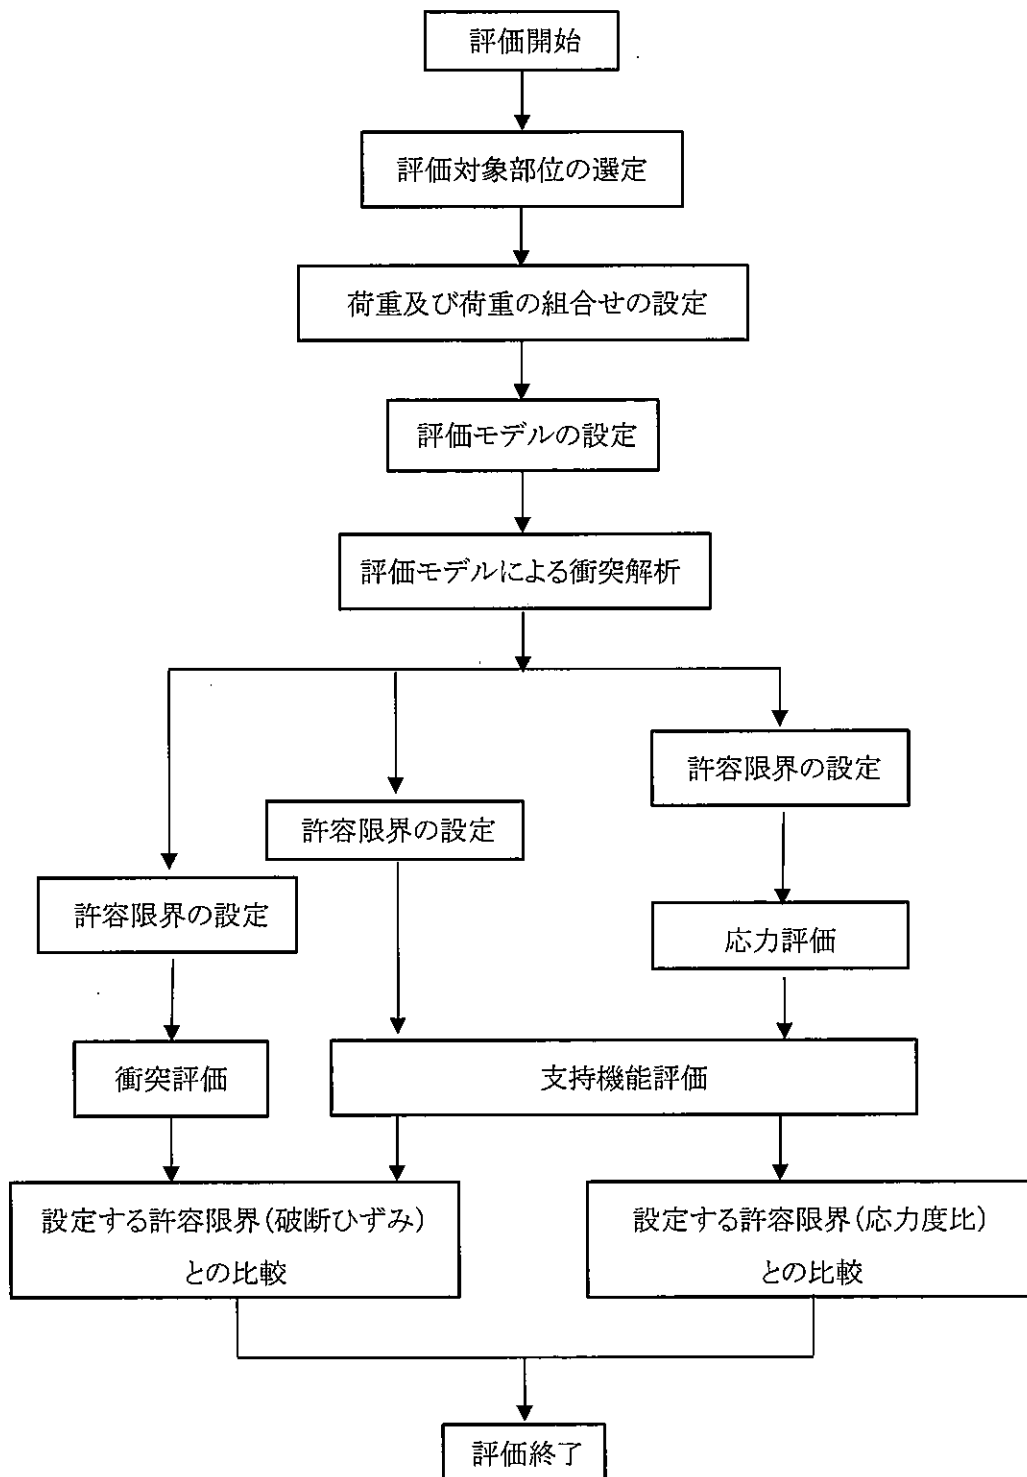 評価開始
評価対象部位の選定
荷重及び荷重の組合せの設定
評価モデルの設定
評価モデルによる衝突解析
許容限界の設定
許容限界の設定
許容限界の設定
応力評価
衝突評価
支持機能評価
設定する許容限界(破断ひずみ)
との比較
設定する許容限界(応力度比)
との比較
評価終了